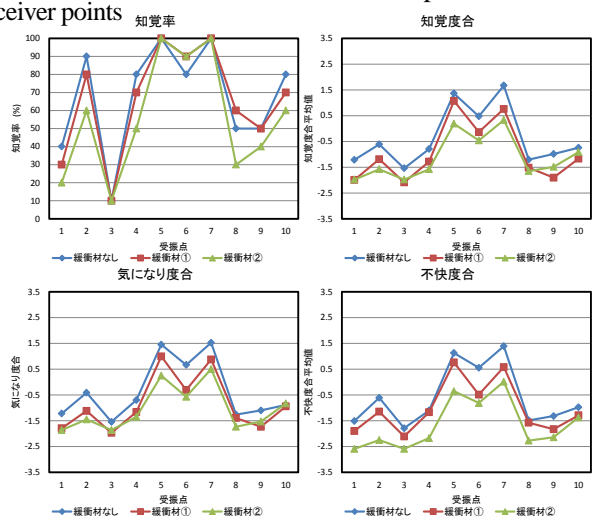 ceiver points
知覚率
100
90
80
70
60
50
40
30
20
10
0
知覚率 (%)
1 2 3 4 5 6 7 8 9 10
受振点
緩衝材なし 緩衝材① 緩衝材②
知覚度合
3.5
2.5
1.5
0.5
-0.5
-1.5
-2.5
-3.5
知覚度合平均値
1 2 3 4 5 6 7 8 9 10
受振点
緩衝材なし 緩衝材① 緩衝材②
気になり度合
3.5
2.5
1.5
0.5
-0.5
-1.5
-2.5
-3.5
気になり度合
1 2 3 4 5 6 7 8 9 10
受振点
緩衝材なし 緩衝材① 緩衝材②
不快度合
3.5
2.5
1.5
0.5
-0.5
-1.5
-2.5
-3.5
不快度合平均値
1 2 3 4 5 6 7 8 9 10
受振点
緩衝材なし 緩衝材① 緩衝材②